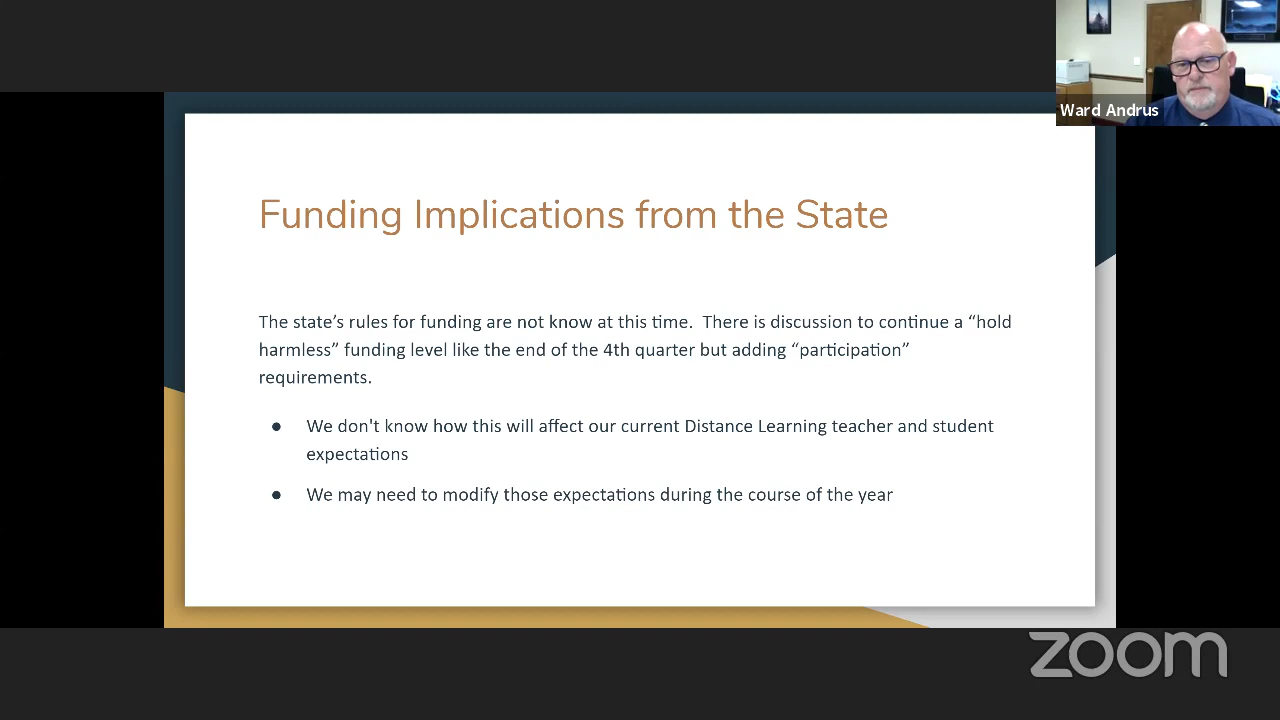 Ward Andrus
Funding Implications from the State
The state’s rules for funding are not know at this time.  There is discussion to continue a “hold
harmless” funding level like the end of the 4th quarter but adding “participation”
requirements.
● We don't know how this will affect our current Distance Learning teacher and student
expectations
● We may need to modify those expectations during the course of the year
zoom